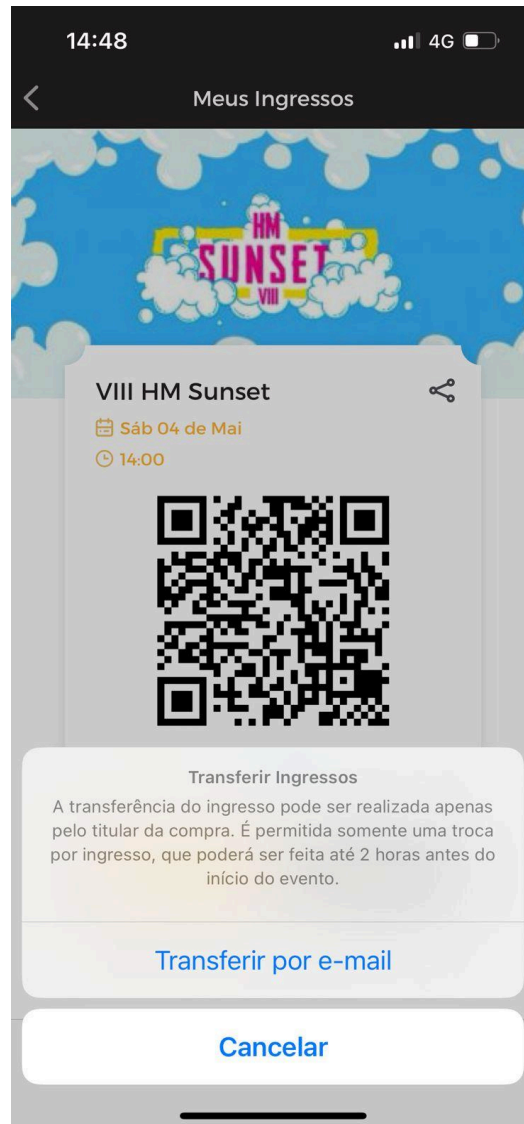 14:48
4G
Meus Ingressos
HM
SUNSET
VIII
VIII HM Sunset
Sáb 04 de Mai
14:00
Transferir Ingressos
A transferência do ingresso pode ser realizada apenas
pelo titular da compra. É permitida somente uma troca
por ingresso, que poderá ser feita até 2 horas antes do
início do evento.
Transferir por e-mail
Cancelar